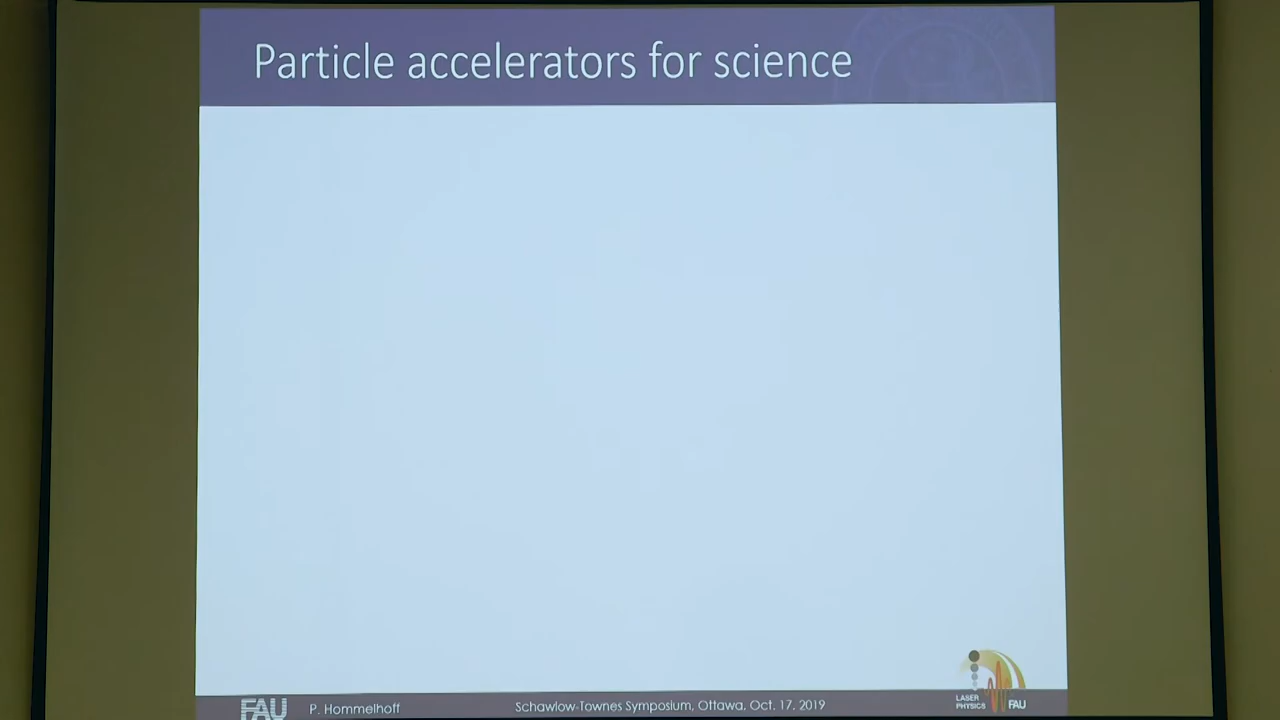 Particle accelerators for science
FAU
P. Hommelhoff
Schawlow-Townes Symposium, Ottawa, Oct. 17, 2019
LASER
PHYSICS
FAU